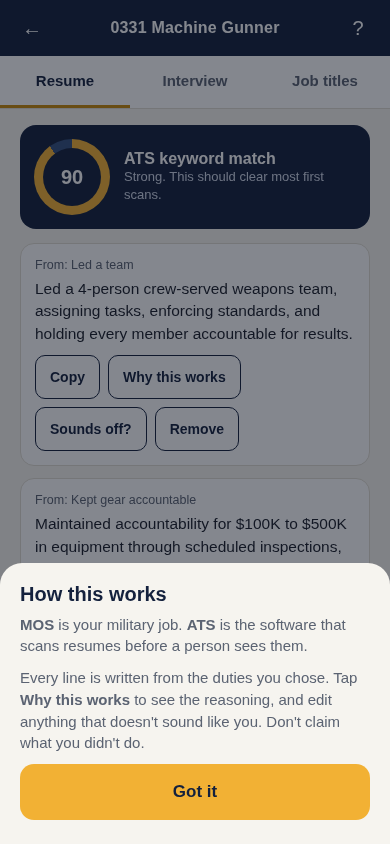 ← 0331 Machine Gunner ?
Resume Interview Job titles
90
ATS keyword match
Strong. This should clear most first
scans.
From: Led a team
Led a 4-person crew-served weapons team,
assigning tasks, enforcing standards, and
holding every member accountable for results.
Copy Why this works
Sounds off? Remove
From: Kept gear accountable
Maintained accountability for $100K to $500K
in equipment through scheduled inspections,
How this works
MOS is your military job. ATS is the software that
scans resumes before a person sees them.
Every line is written from the duties you chose. Tap
Why this works to see the reasoning, and edit
anything that doesn't sound like you. Don't claim
what you didn't do.
Got it